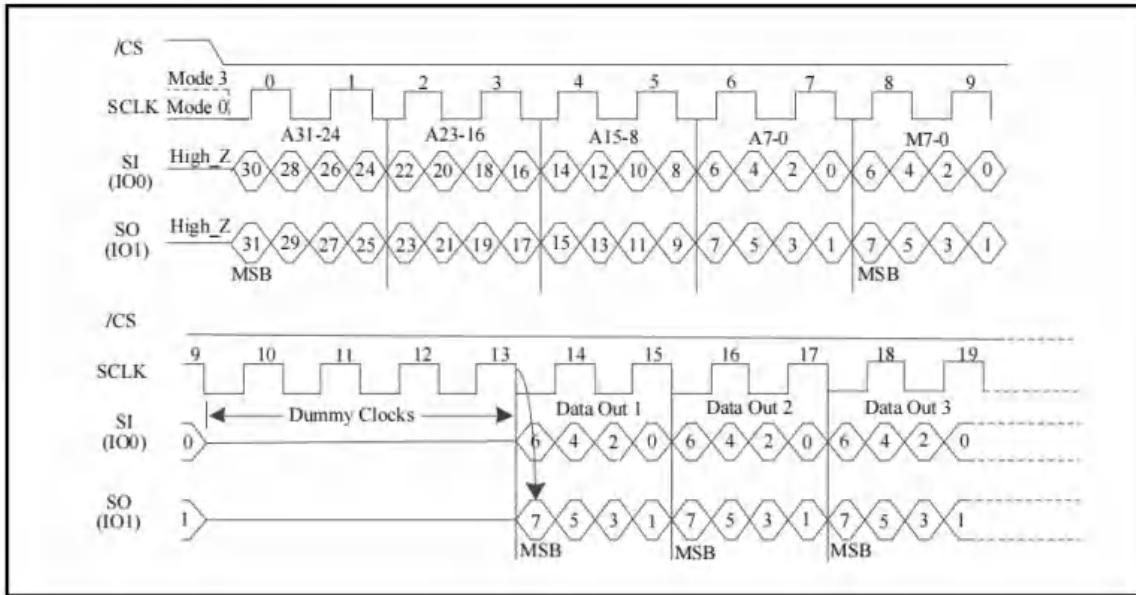 /CS
Mode 3 0 1 2 3 4 5 6 7 8 9
SCLK Mode 0
A31-24 A23-16 A15-8 A7-0 M7-0
SI High_Z 30 28 26 24 22 20 18 16 14 12 10 8 6 4 2 0 6 4 2 0
(IO0)
SO High_Z 31 29 27 25 23 21 19 17 15 13 11 9 7 5 3 1 7 5 3 1
(IO1)
MSB MSB
/CS
9 10 11 12 13 14 15 16 17 18 19
SCLK
Dummy Clocks Data Out 1 Data Out 2 Data Out 3
SI
(IO0) 0 6 4 2 0 6 4 2 0 6 4 2 0
SO
(IO1) 1 7 5 3 1 7 5 3 1 7 5 3 1
MSB MSB MSB